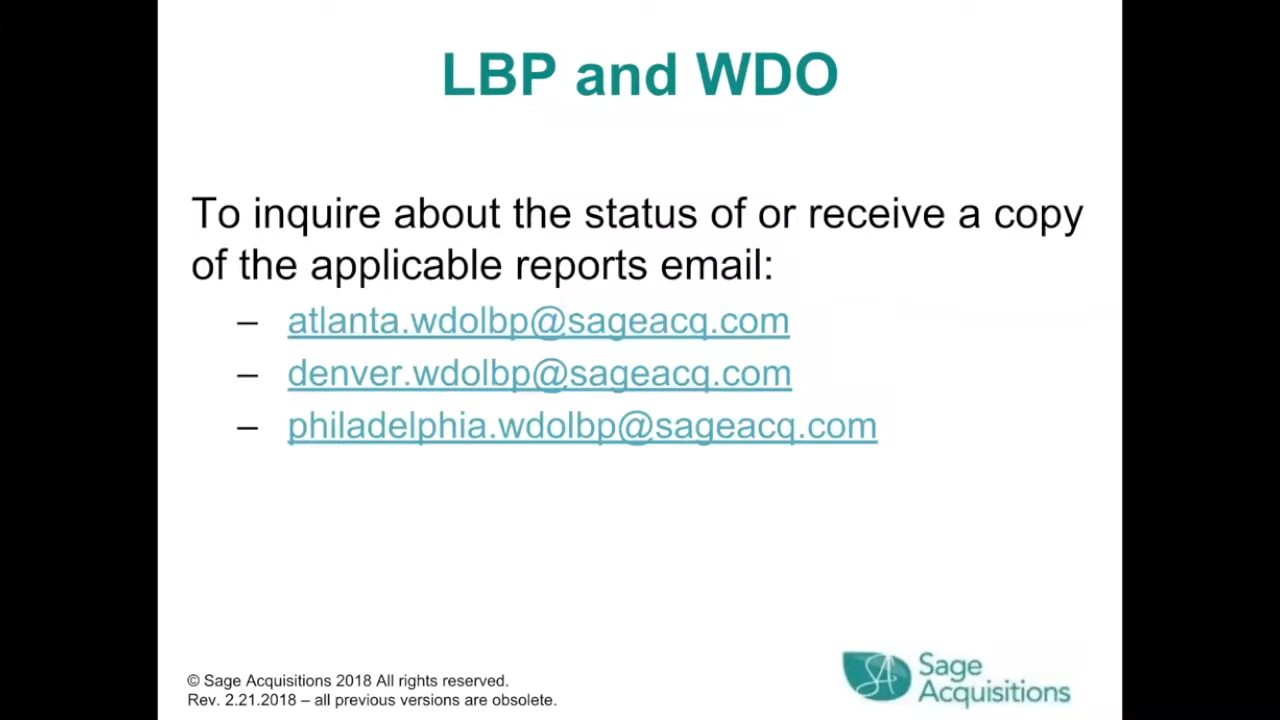 LBP and WDO
To inquire about the status of or receive a copy
of the applicable reports email:
– atlanta.wdolbp@sageacq.com
– denver.wdolbp@sageacq.com
– philadelphia.wdolbp@sageacq.com
© Sage Acquisitions 2018 All rights reserved.
Rev. 2.21.2018 – all previous versions are obsolete.
SA
Sage
Acquisitions